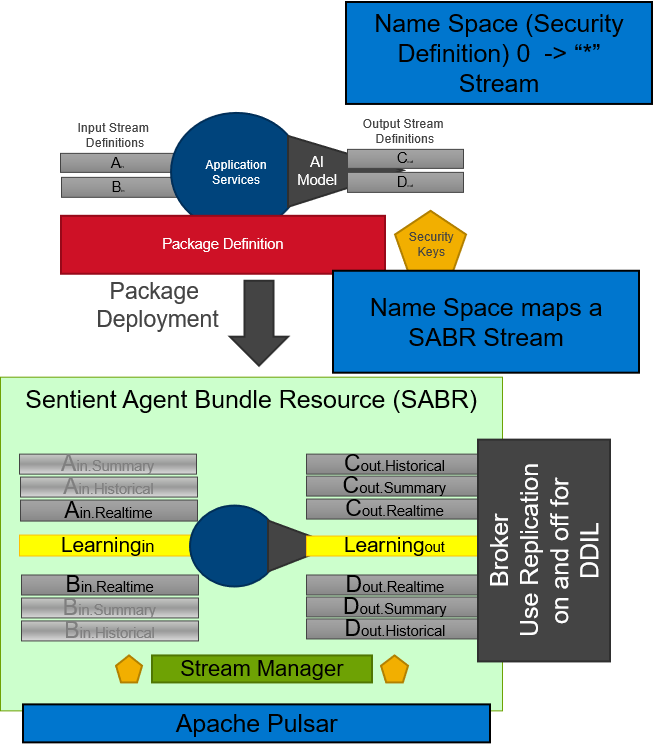 Name Space (Security
Definition) 0 -> “*”
Stream
Input Stream
Definitions
Output Stream
Definitions
A
B
Application
Services
AI
Model
C
D
Package Definition
Security
Keys
Package
Deployment
Name Space maps a
SABR Stream
Sentient Agent Bundle Resource (SABR)
Ain.Summary
Ain.Historical
Ain.Realtime
Learningin
Bin.Realtime
Bin.Summary
Bin.Historical
Cout.Historical
Cout.Summary
Cout.Realtime
Learningout
Dout.Realtime
Dout.Summary
Dout.Historical
Broker
Use Replication
on and off for
DDIL
Stream Manager
Apache Pulsar